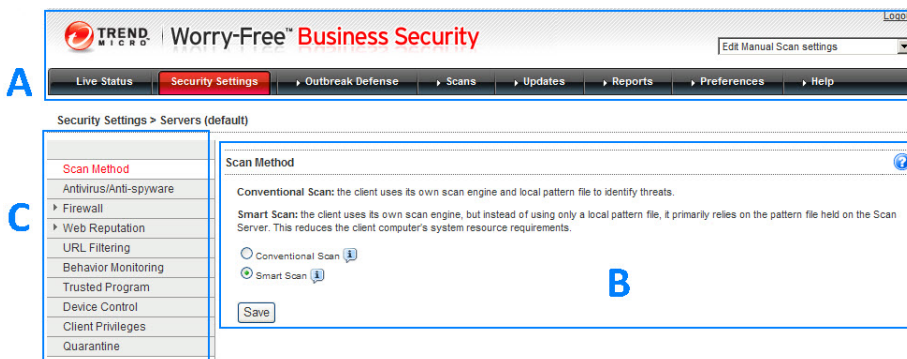 Logo
TREND MICRO Worry-Free™ Business Security
Edit Manual Scan settings
A
Live Status Security Settings Outbreak Defense Scans Updates Reports Preferences Help
Security Settings > Servers (default)
C
Scan Method
Antivirus/Anti-spyware
Firewall
Web Reputation
URL Filtering
Behavior Monitoring
Trusted Program
Device Control
Client Privileges
Quarantine
Scan Method
Conventional Scan: the client uses its own scan engine and local pattern file to identify threats.
Smart Scan: the client uses its own scan engine, but instead of using only a local pattern file, it primarily relies on the pattern file held on the Scan
Server. This reduces the client computer's system resource requirements.
Conventional Scan
Smart Scan
B
Save